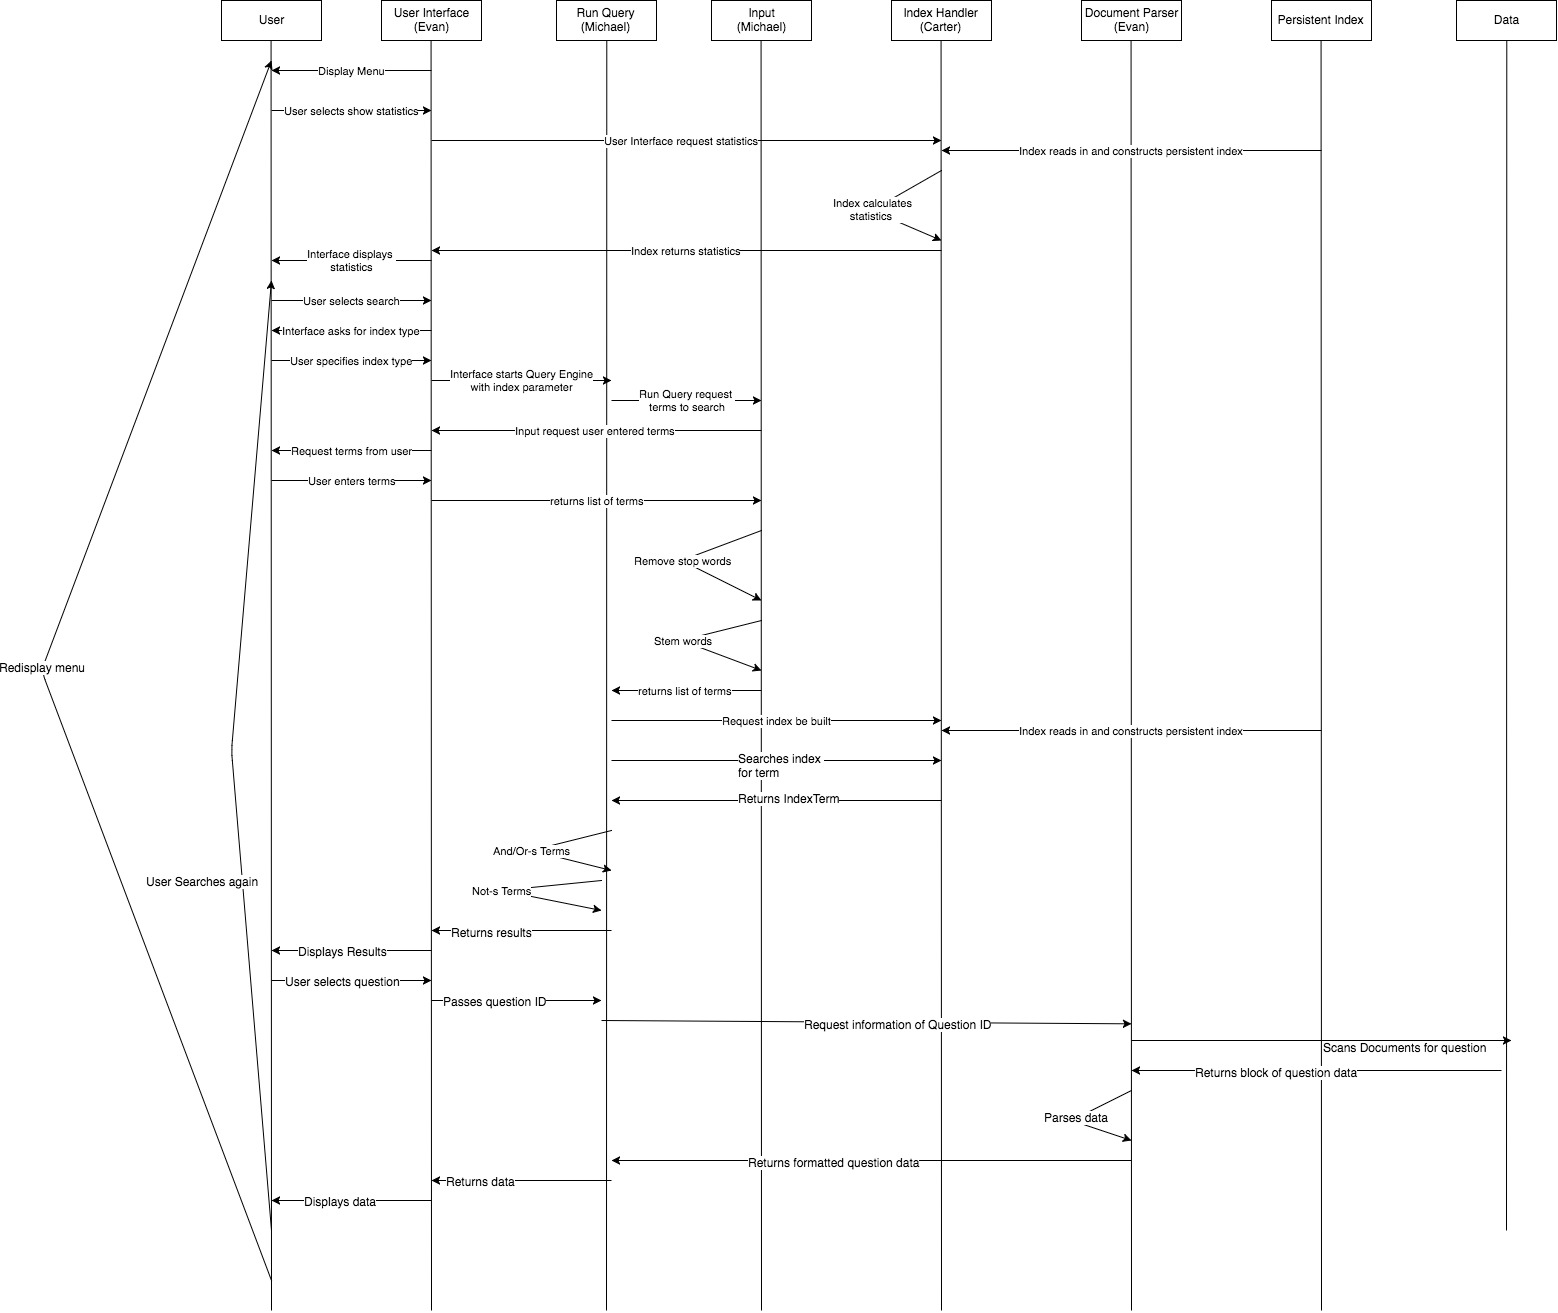 User
User Interface
(Evan)
Run Query
(Michael)
Input
(Michael)
Index Handler
(Carter)
Document Parser
(Evan)
Persistent Index
Data
Display Menu
User selects show statistics
User Interface request statistics
Index reads in and constructs persistent index
Index calculates
statistics
Index returns statistics
Interface displays
statistics
User selects search
Interface asks for index type
User specifies index type
Interface starts Query Engine
with index parameter
Run Query request
terms to search
Input request user entered terms
Request terms from user
User enters terms
returns list of terms
Remove stop words
Stem words
Redisplay menu
returns list of terms
Request index be built
Index reads in and constructs persistent index
Searches index
for term
Returns IndexTerm
And/Or-s Terms
User Searches again
Not-s Terms
Returns results
Displays Results
User selects question
Passes question ID
Request information of Question ID
Scans Documents for question
Returns block of question data
Parses data
Returns formatted question data
Returns data
Displays data